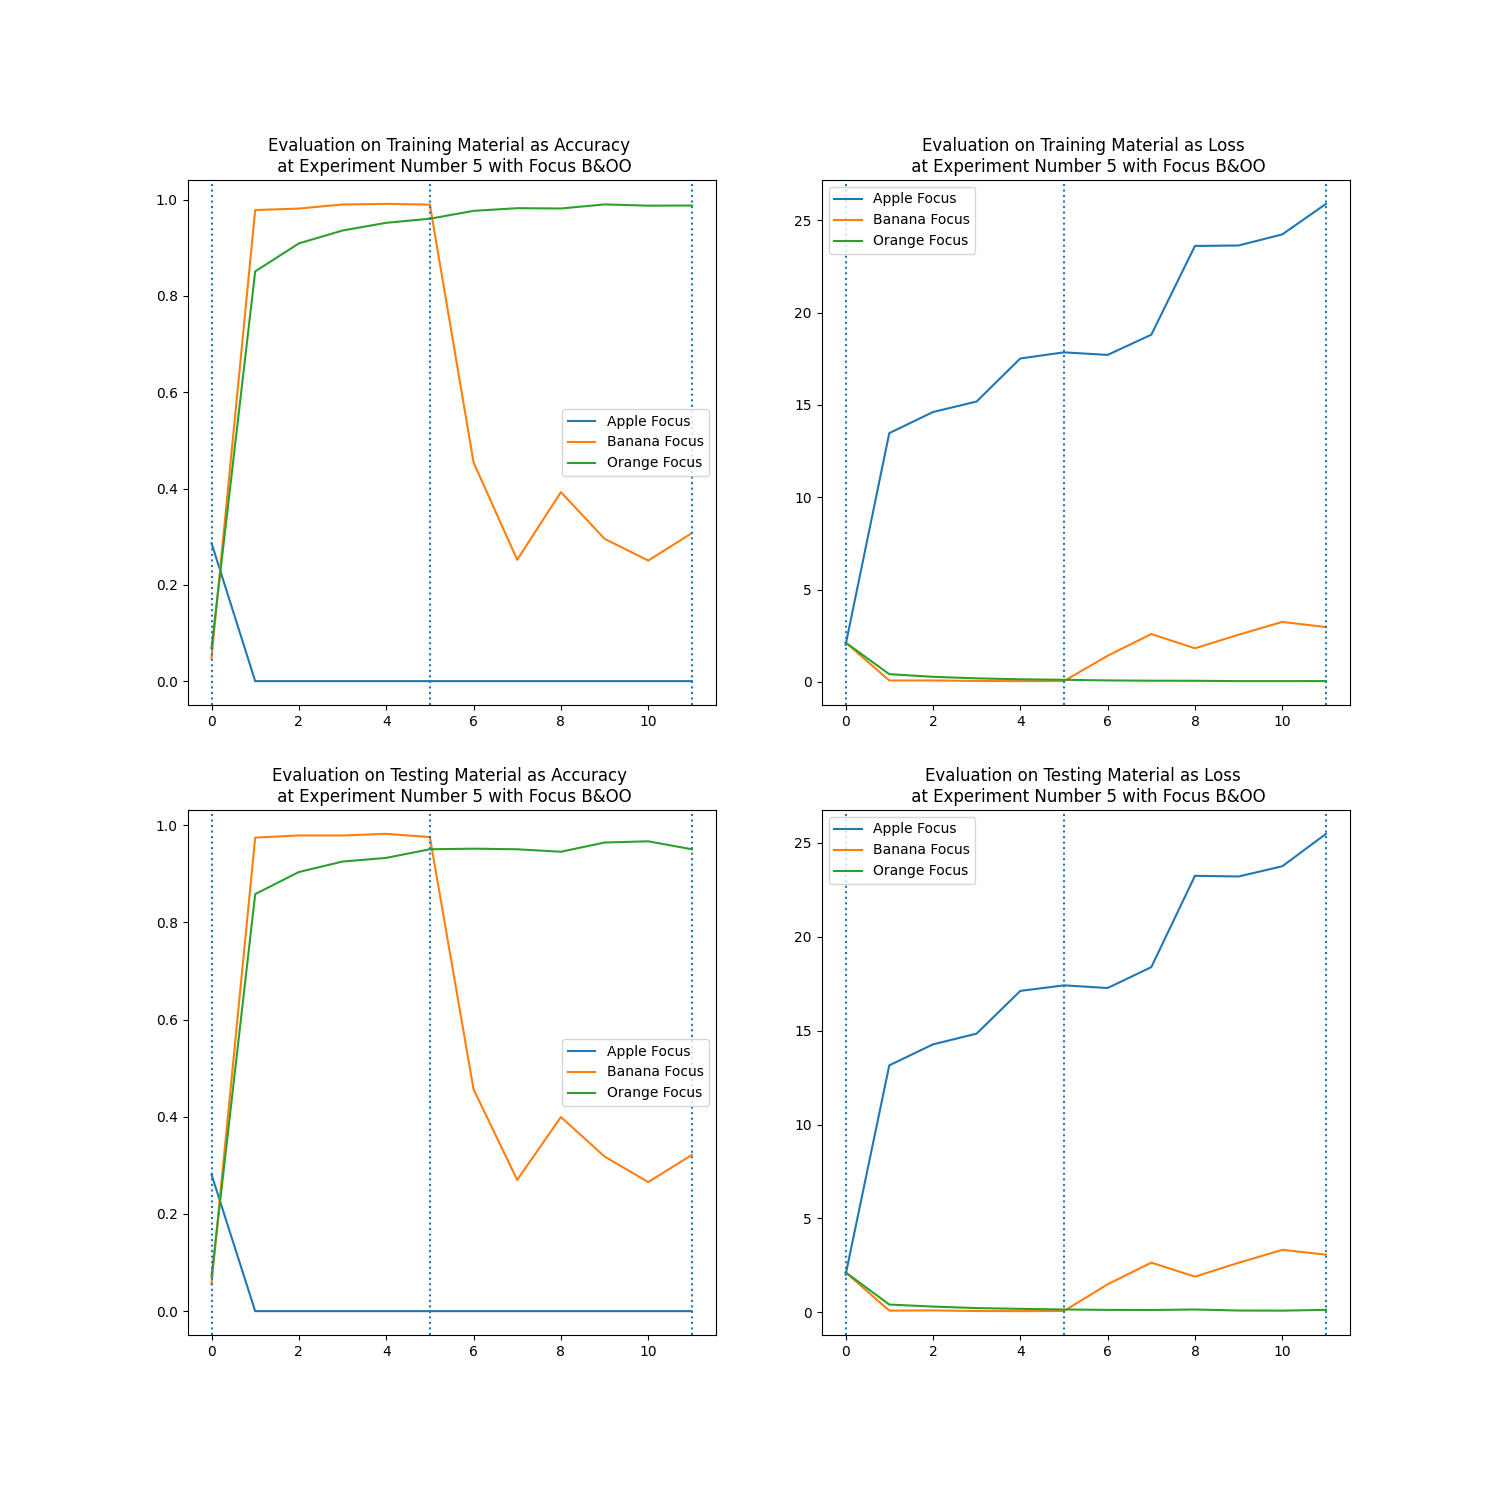 Evaluation on Training Material as Accuracy
at Experiment Number 5 with Focus B&OO
1.0
0.8
0.6
0.4
0.2
0.0
Apple Focus
Banana Focus
Orange Focus
0 2 4 6 8 10
Evaluation on Training Material as Loss
at Experiment Number 5 with Focus B&OO
Apple Focus
Banana Focus
Orange Focus
25
20
15
10
5
0
0 2 4 6 8 10
Evaluation on Testing Material as Accuracy
at Experiment Number 5 with Focus B&OO
1.0
0.8
0.6
0.4
0.2
0.0
Apple Focus
Banana Focus
Orange Focus
0 2 4 6 8 10
Evaluation on Testing Material as Loss
at Experiment Number 5 with Focus B&OO
Apple Focus
Banana Focus
Orange Focus
25
20
15
10
5
0
0 2 4 6 8 10